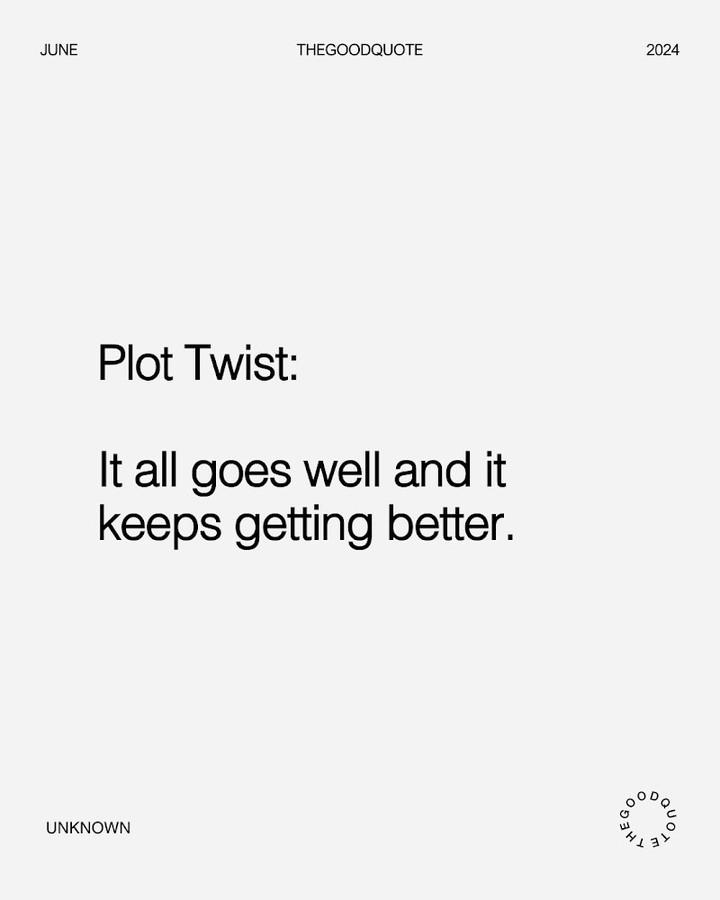 JUNE THEGOODQUOTE 2024
Plot Twist:
It all goes well and it
keeps getting better.
UNKNOWN
THEGOODQUOTE